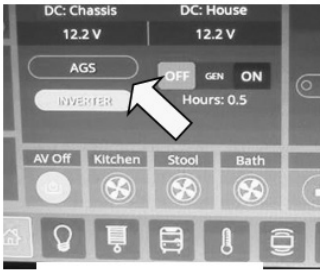 DC: Chassis DC: House
12.2 V 12.2 V
AGS
OFF GEN ON
INVERTER
Hours: 0.5
AV Off Kitchen Stool Bath